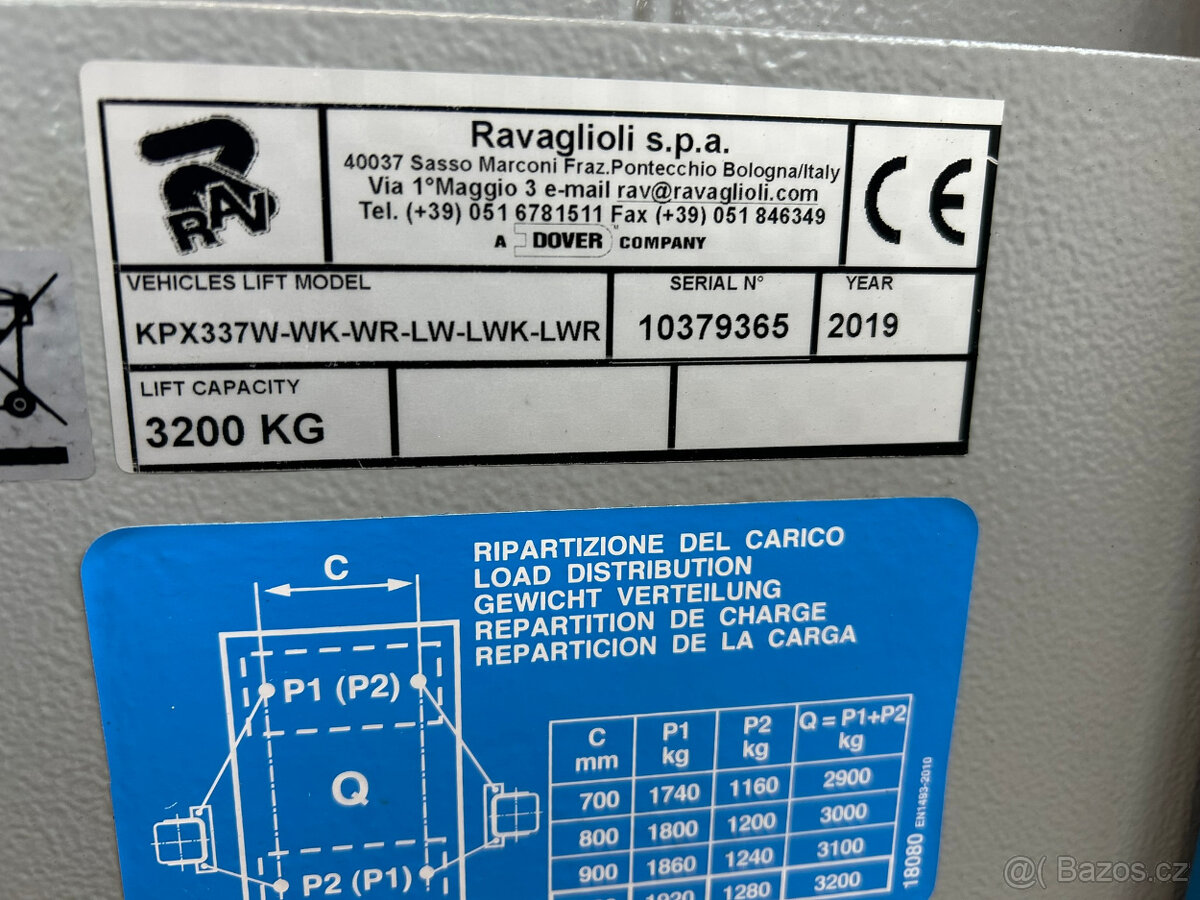 RAV
Ravaglioli s.p.a.
40037 Sasso Marconi Fraz.Pontecchio Bologna/Italy
Via 1°Maggio 3 e-mail rav@ravaglioli.com
Tel. (+39) 051 6781511 Fax (+39) 051 846349
A DOVER COMPANY
CE
VEHICLES LIFT MODEL
KPX337W-WK-WR-LW-LWK-LWR
SERIAL N°
10379365
YEAR
2019
LIFT CAPACITY
3200 KG
RIPARTIZIONE DEL CARICO
LOAD DISTRIBUTION
GEWICHT VERTEILUNG
REPARTITION DE CHARGE
REPARTICION DE LA CARGA
C
P1 (P2)
Q
P2 (P1)
C mm P1 kg P2 kg Q = P1+P2 kg
700 1740 1160 2900
800 1800 1200 3000
900 1860 1240 3100
1920 1280 3200
18080 EN1493-2010
@( Bazos.cz